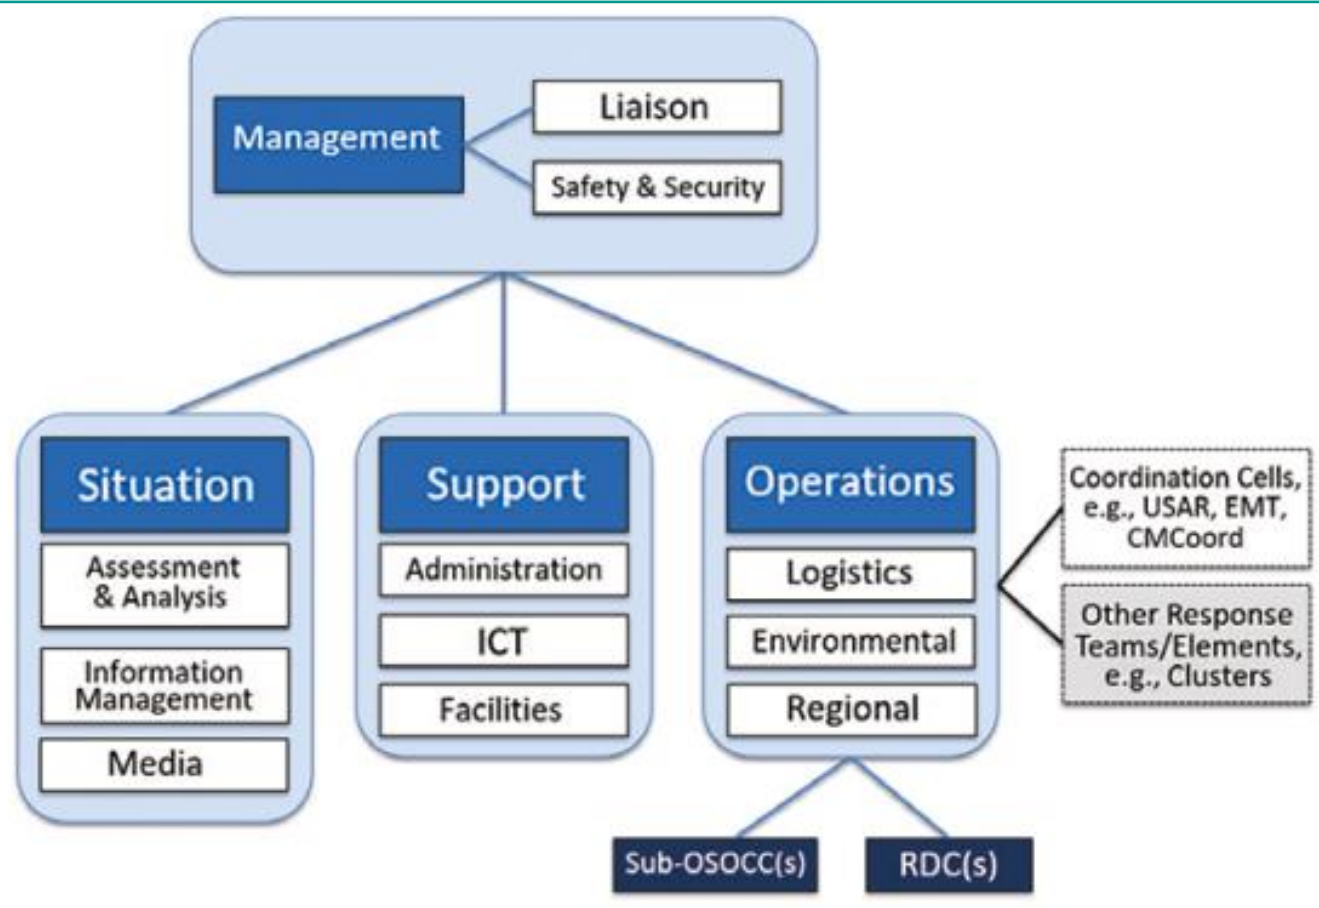 Management
Liaison
Safety & Security
Situation
Assessment
& Analysis
Information
Management
Media
Support
Administration
ICT
Facilities
Operations
Logistics
Environmental
Regional
Coordination Cells,
e.g., USAR, EMT,
CMCoord
Other Response
Teams/Elements,
e.g., Clusters
Sub-OSOCC(s)
RDC(s)